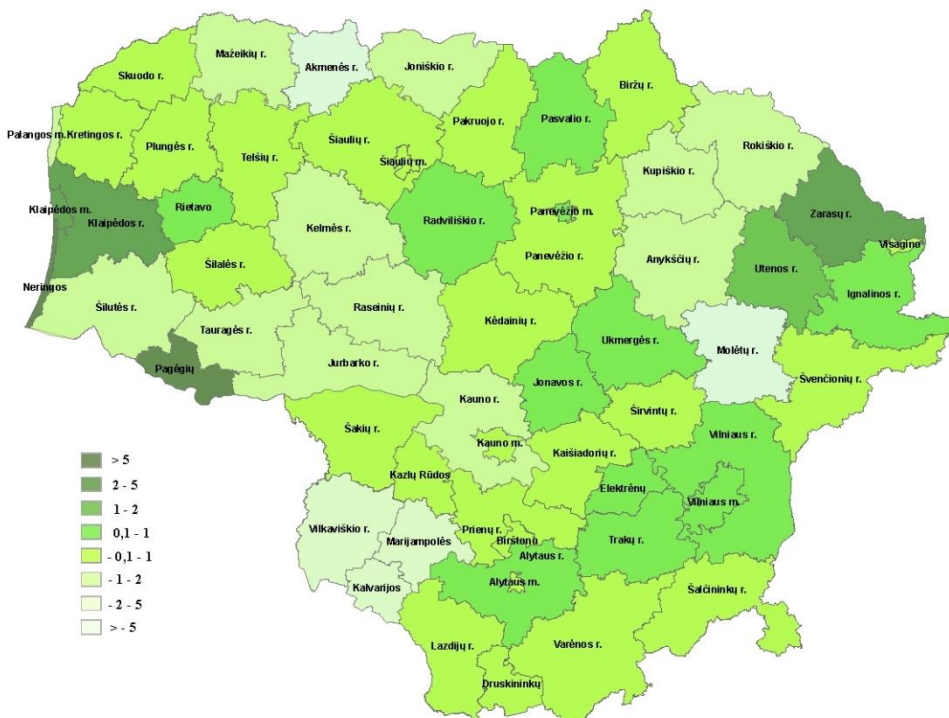 Mažeikių r.
Akmenės r.
Joniškio r.
Skuodo r.
Biržų r.
Pakruojo r.
Pasvalio r.
Palangos m.
Kretingos r.
Plungės r.
Telšių r.
Šiaulių r.
Šiaulių m.
Rokiškio r.
Kupiškio r.
Klaipėdos m.
Klaipėdos r.
Rietavo
Radviliškio r.
Panevėžio m.
Zarasų r.
Kelmės r.
Visagino
Šilalės r.
Panevėžio r.
Anykščių r.
Utenos r.
Ignalinos r.
Neringos
Šilutės r.
Raseinių r.
Kėdainių r.
Tauragės r.
Ukmergės r.
Molėtų r.
Pagėgių
Jurbarko r.
Jonavos r.
Švenčionių r.
Kauno r.
Širvintų r.
Šakių r.
Kauno m.
Kaišiadorių r.
Vilniaus r.
Kazlų Rūdos
Elektrėnų
Vilniaus m.
Vilkaviškio r.
Marijampolės
Prienų r.
Birštono
Trakų r.
Alytaus r.
Kalvarijos
Alytaus m.
Šalčininkų r.
Lazdijų r.
Varėnos r.
Druskininkų
> 5
2 - 5
1 - 2
0,1 - 1
- 0,1 - 1
- 1 - 2
- 2 - 5
> - 5